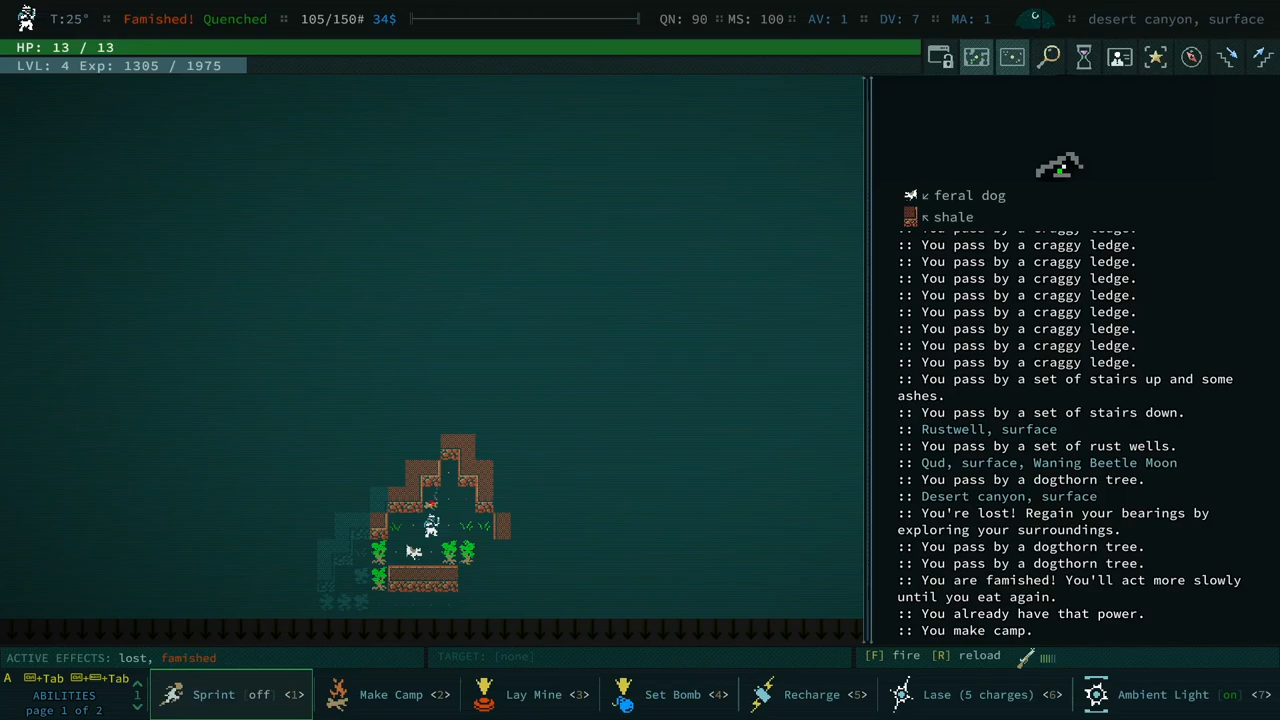 T:25° :: Famished! Quenched :: 105/150# 34$ QN: 90 :: MS: 100 :: AV: 1 :: DV: 7 :: MA: 1 :: desert canyon, surface
HP: 13 / 13
LVL: 4 Exp: 1305 / 1975
feral dog
shale
:: You pass by a craggy ledge.
:: You pass by a craggy ledge.
:: You pass by a craggy ledge.
:: You pass by a craggy ledge.
:: You pass by a craggy ledge.
:: You pass by a craggy ledge.
:: You pass by a craggy ledge.
:: You pass by a craggy ledge.
:: You pass by a craggy ledge.
:: You pass by a set of stairs up and some
ashes.
:: You pass by a set of stairs down.
:: Rustwell, surface
:: You pass by a set of rust wells.
:: Qud, surface, Waning Beetle Moon
:: You pass by a dogthorn tree.
:: Desert canyon, surface
:: You're lost! Regain your bearings by
exploring your surroundings.
:: You pass by a dogthorn tree.
:: You pass by a dogthorn tree.
:: You are famished! You'll act more slowly
until you eat again.
:: You already have that power.
:: You make camp.
ACTIVE EFFECTS: lost, famished
TARGET: [none]
[F] fire [R] reload
A +Tab +Tab
ABILITIES 1
page 1 of 2
Sprint [off] <1>
Make Camp <2>
Lay Mine <3>
Set Bomb <4>
Recharge <5>
Lase (5 charges) <6>
Ambient Light [on] <7>